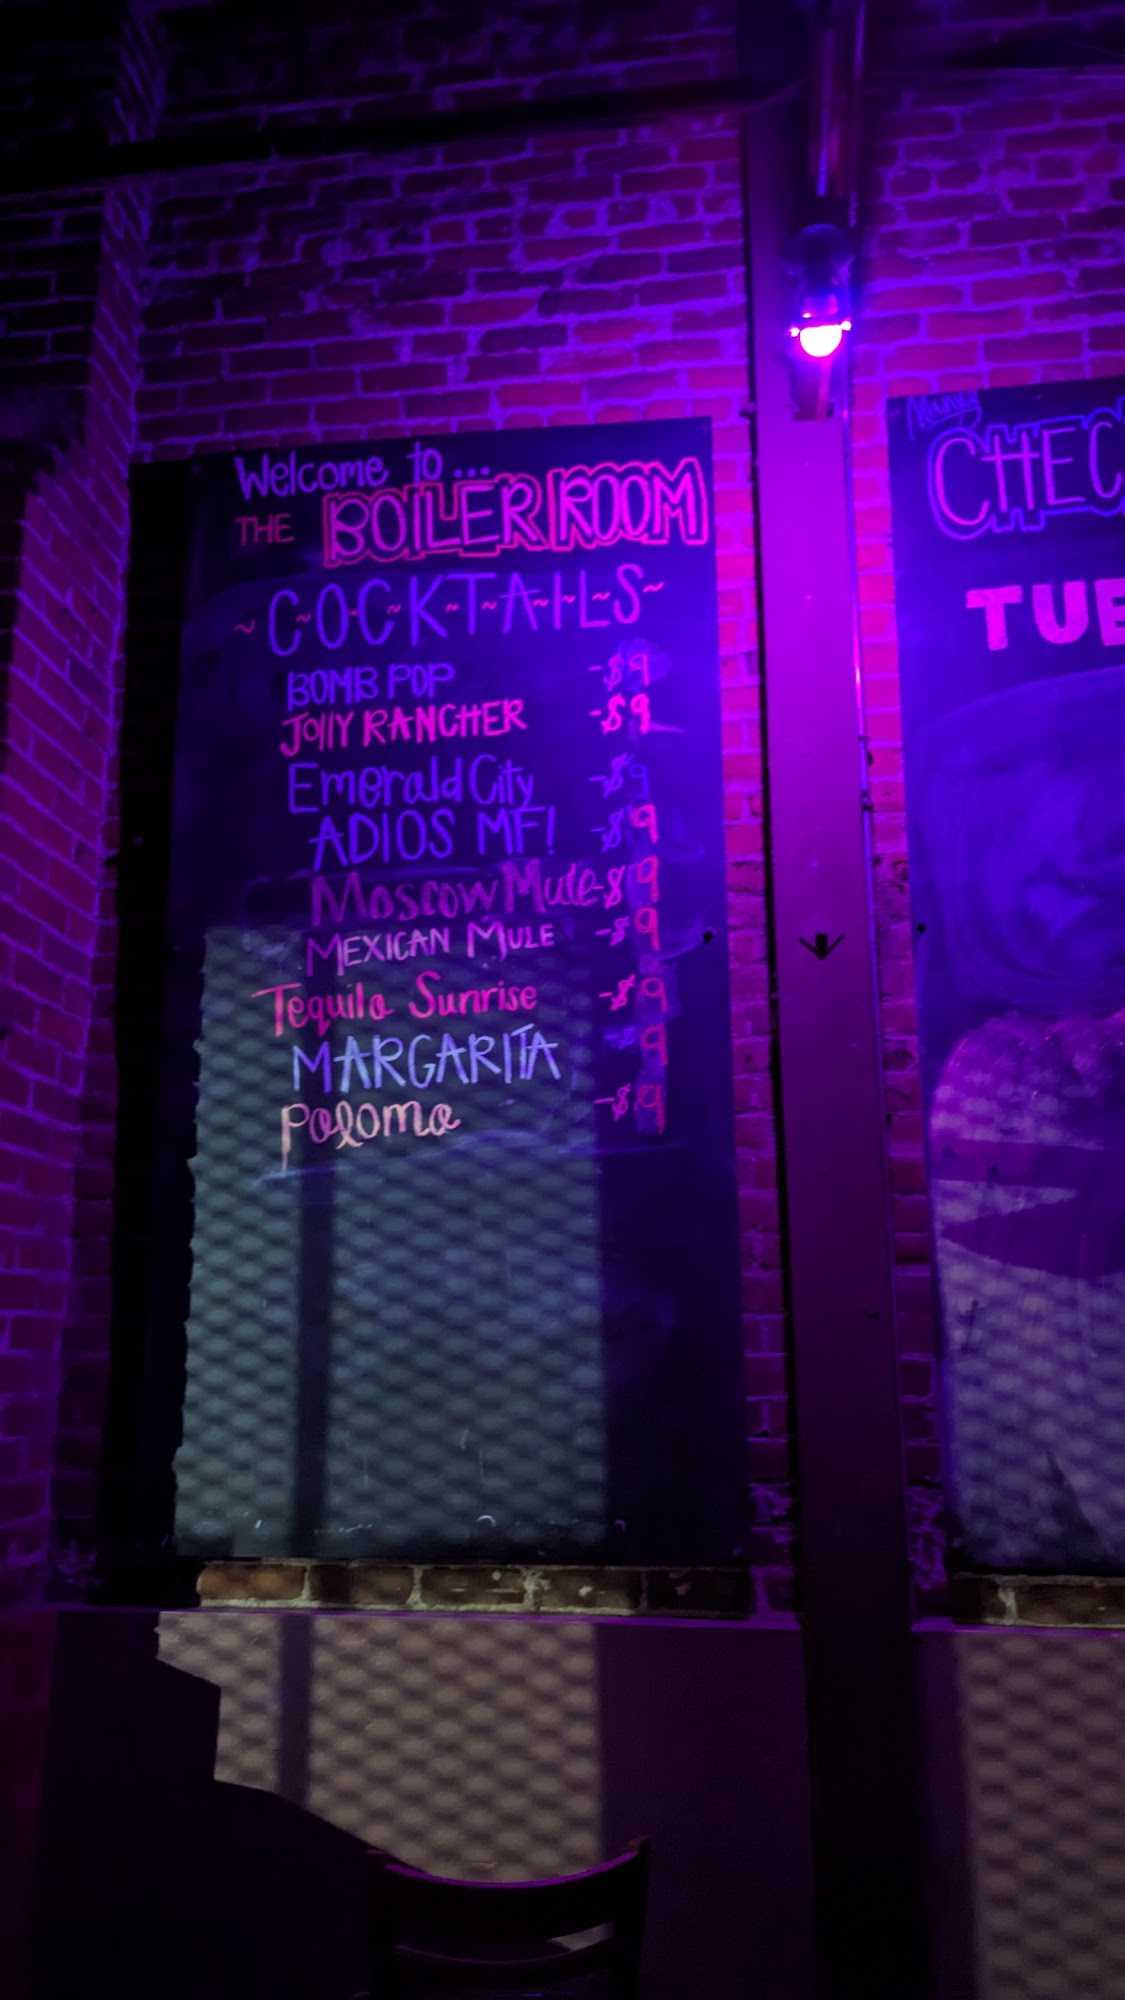 Welcome to...
THE BOILER ROOM
~C~O~C~K~T~A~I~L~S~
BOMB POP -$9
JOllY RANCHER -$9
Emerald City -$9
ADIOS MF! -$9
Moscow Mule -$9
MEXICAN MULE -$9
Tequila Sunrise -$9
MARGARITA -$9
Paloma -$9
CHEC
TUE